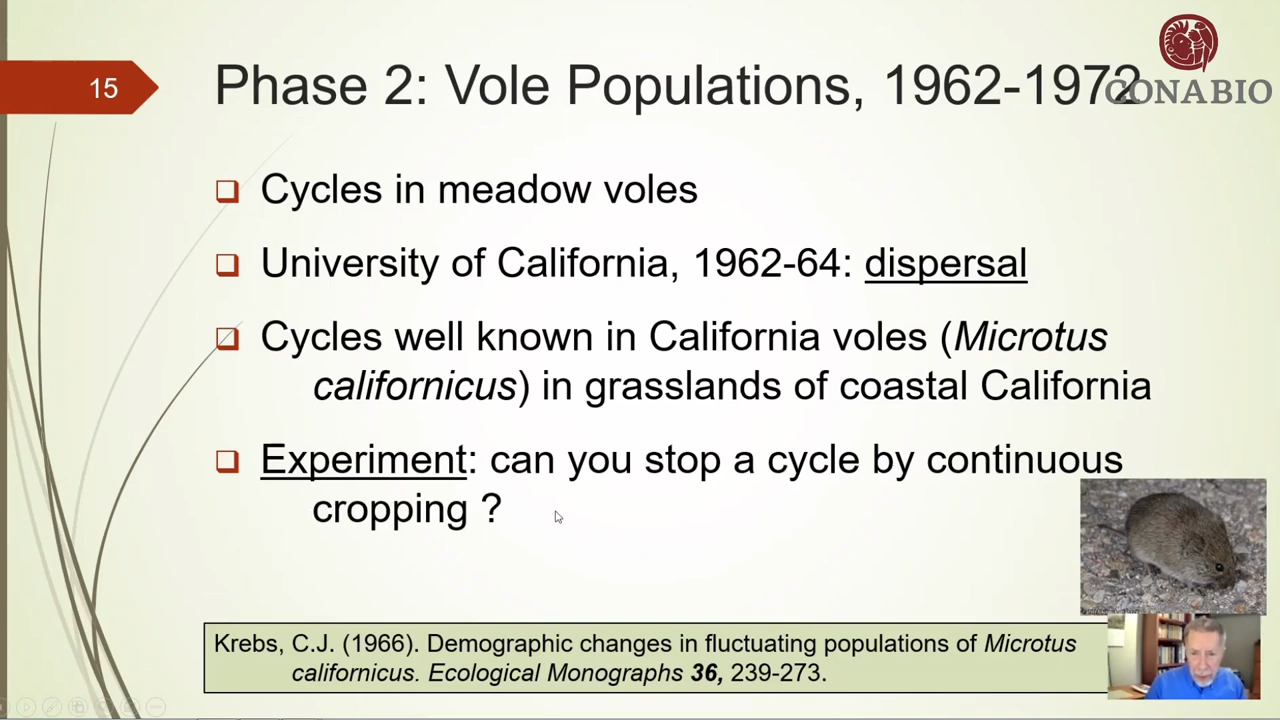 15
Phase 2: Vole Populations, 1962-1972
CONABIO
Cycles in meadow voles
University of California, 1962-64: dispersal
Cycles well known in California voles (Microtus
californicus) in grasslands of coastal California
Experiment: can you stop a cycle by continuous
cropping ?
Krebs, C.J. (1966). Demographic changes in fluctuating populations of Microtus
californicus. Ecological Monographs 36, 239-273.